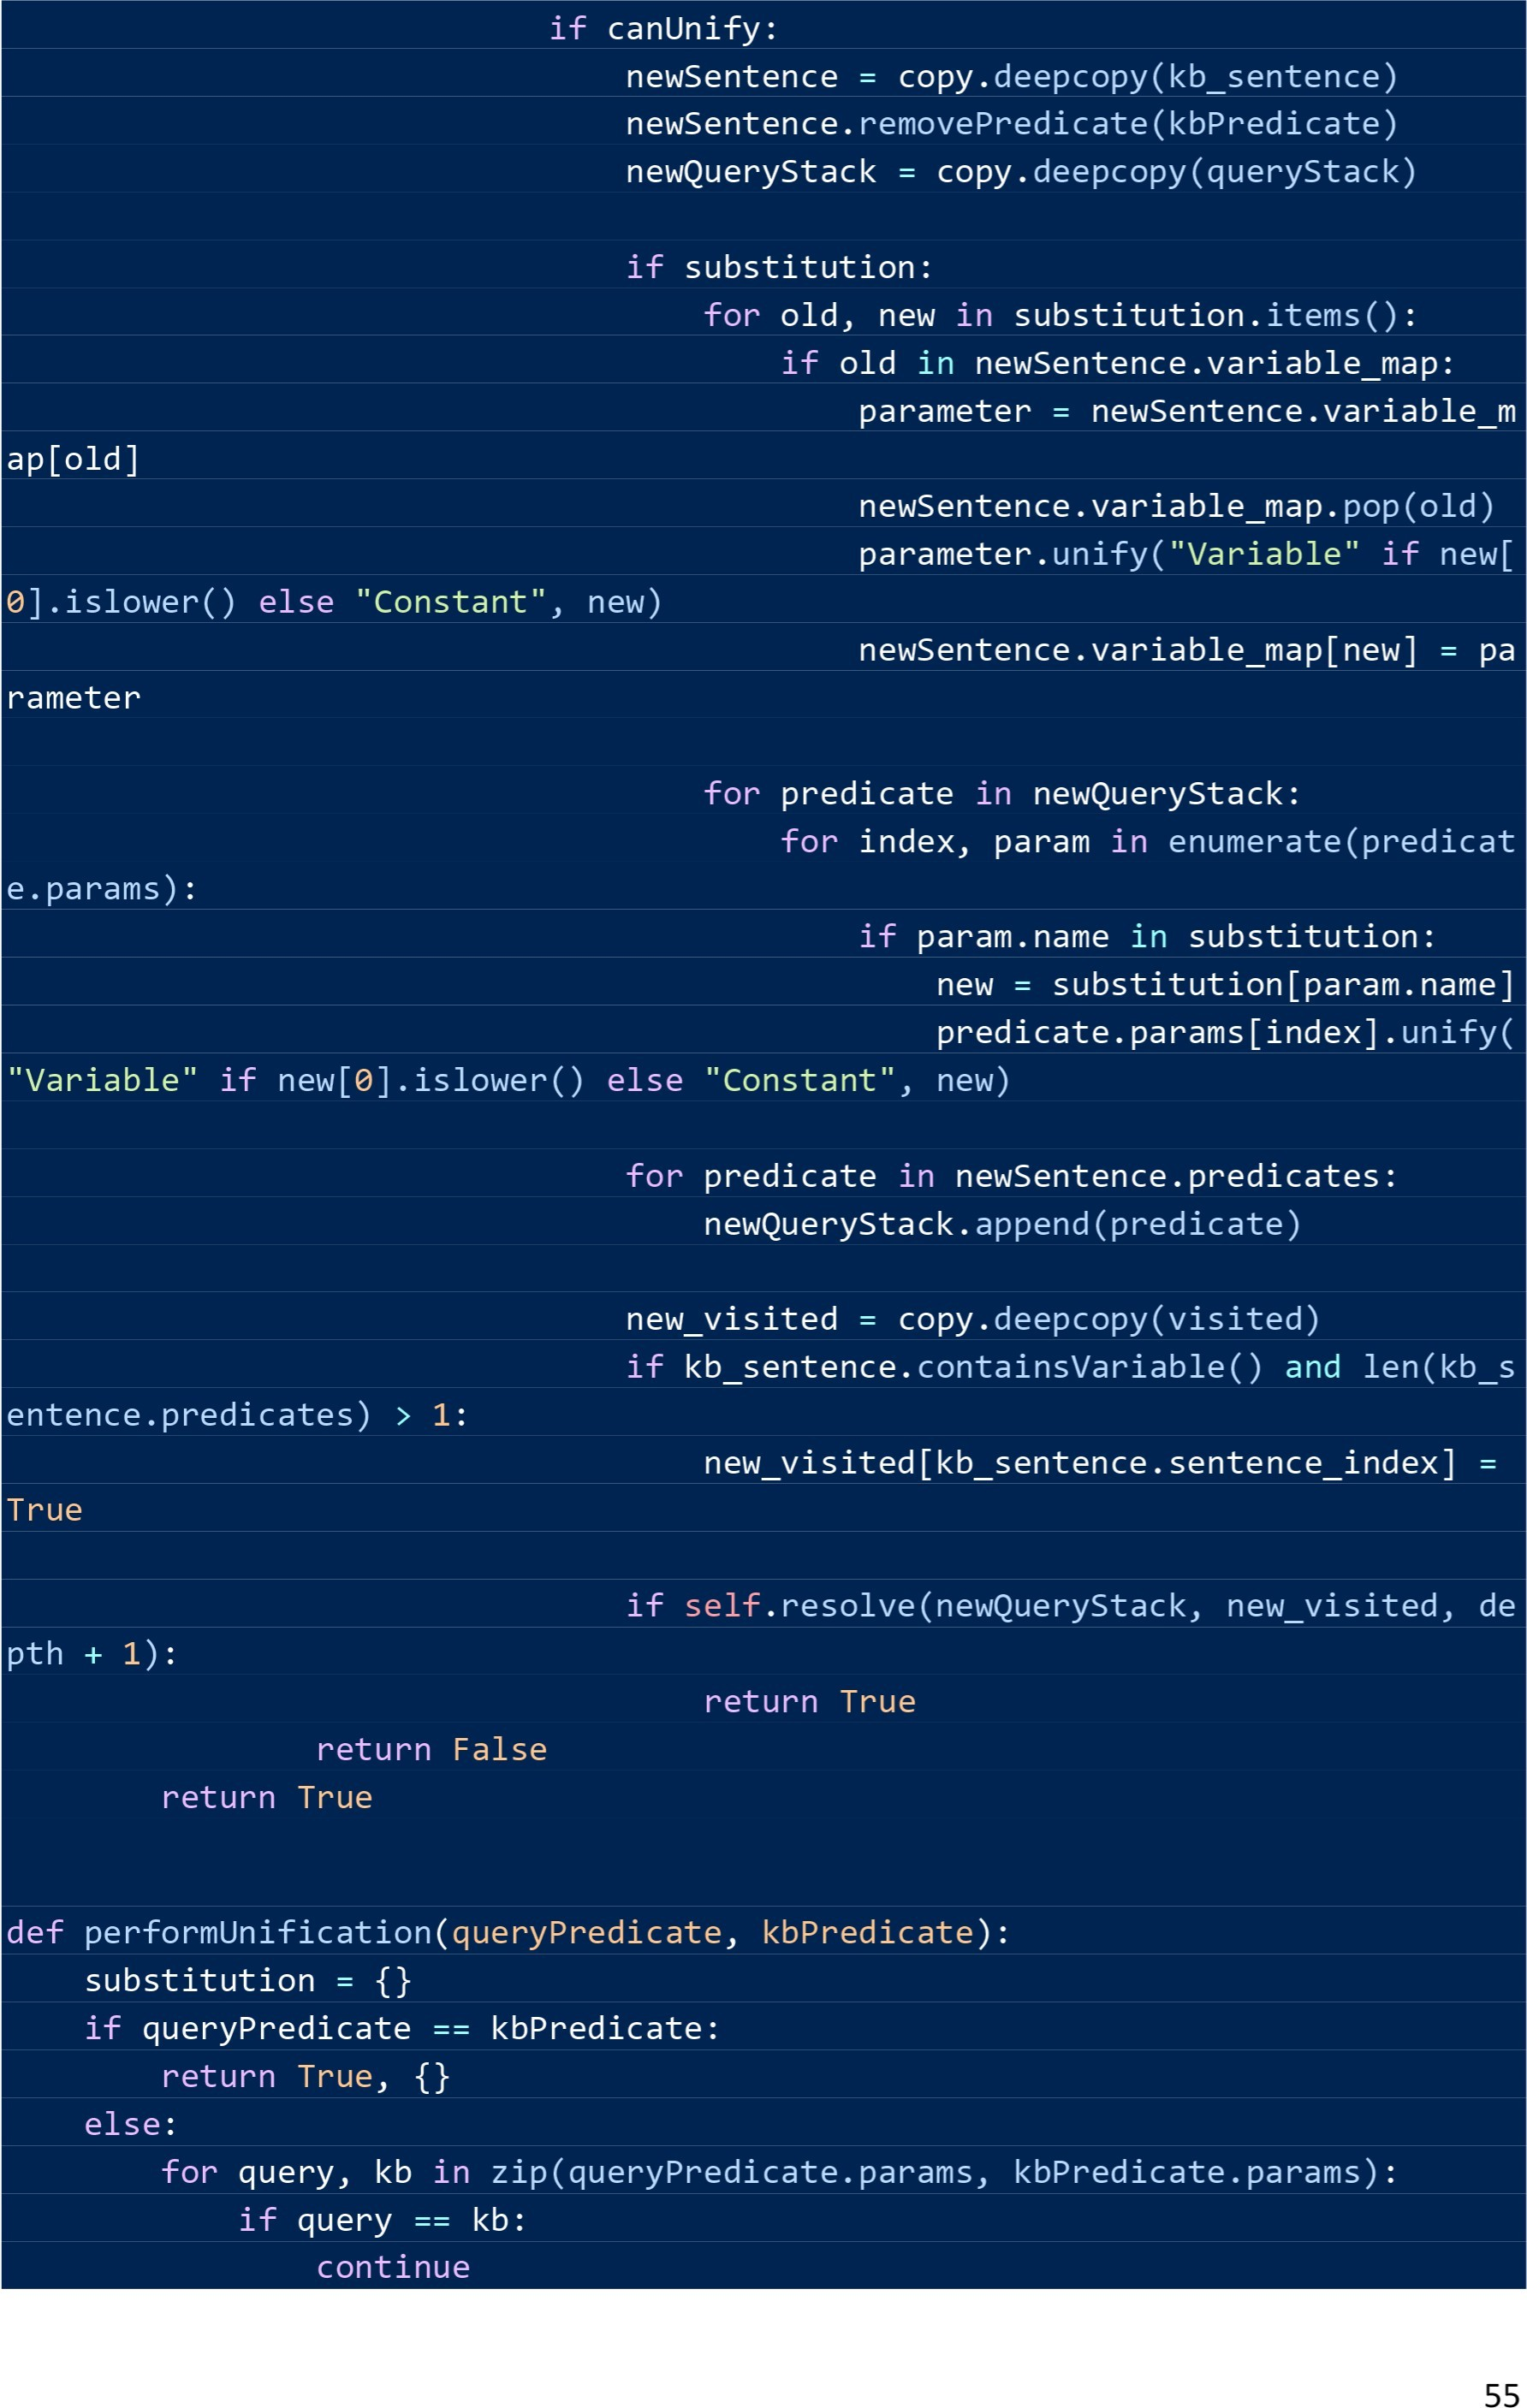 if canUnify:
newSentence = copy.deepcopy(kb_sentence)
newSentence.removePredicate(kbPredicate)
newQueryStack = copy.deepcopy(queryStack)
if substitution:
for old, new in substitution.items():
if old in newSentence.variable_map:
parameter = newSentence.variable_m
ap[old]
newSentence.variable_map.pop(old)
parameter.unify("Variable" if new[
0].islower() else "Constant", new)
newSentence.variable_map[new] = pa
rameter
for predicate in newQueryStack:
for index, param in enumerate(predicat
e.params):
if param.name in substitution:
new = substitution[param.name]
predicate.params[index].unify(
"Variable" if new[0].islower() else "Constant", new)
for predicate in newSentence.predicates:
newQueryStack.append(predicate)
new_visited = copy.deepcopy(visited)
if kb_sentence.containsVariable() and len(kb_s
entence.predicates) > 1:
new_visited[kb_sentence.sentence_index] =
True
if self.resolve(newQueryStack, new_visited, de
pth + 1):
return True
return False
return True
def performUnification(queryPredicate, kbPredicate):
substitution = {}
if queryPredicate == kbPredicate:
return True, {}
else:
for query, kb in zip(queryPredicate.params, kbPredicate.params):
if query == kb:
continue
55